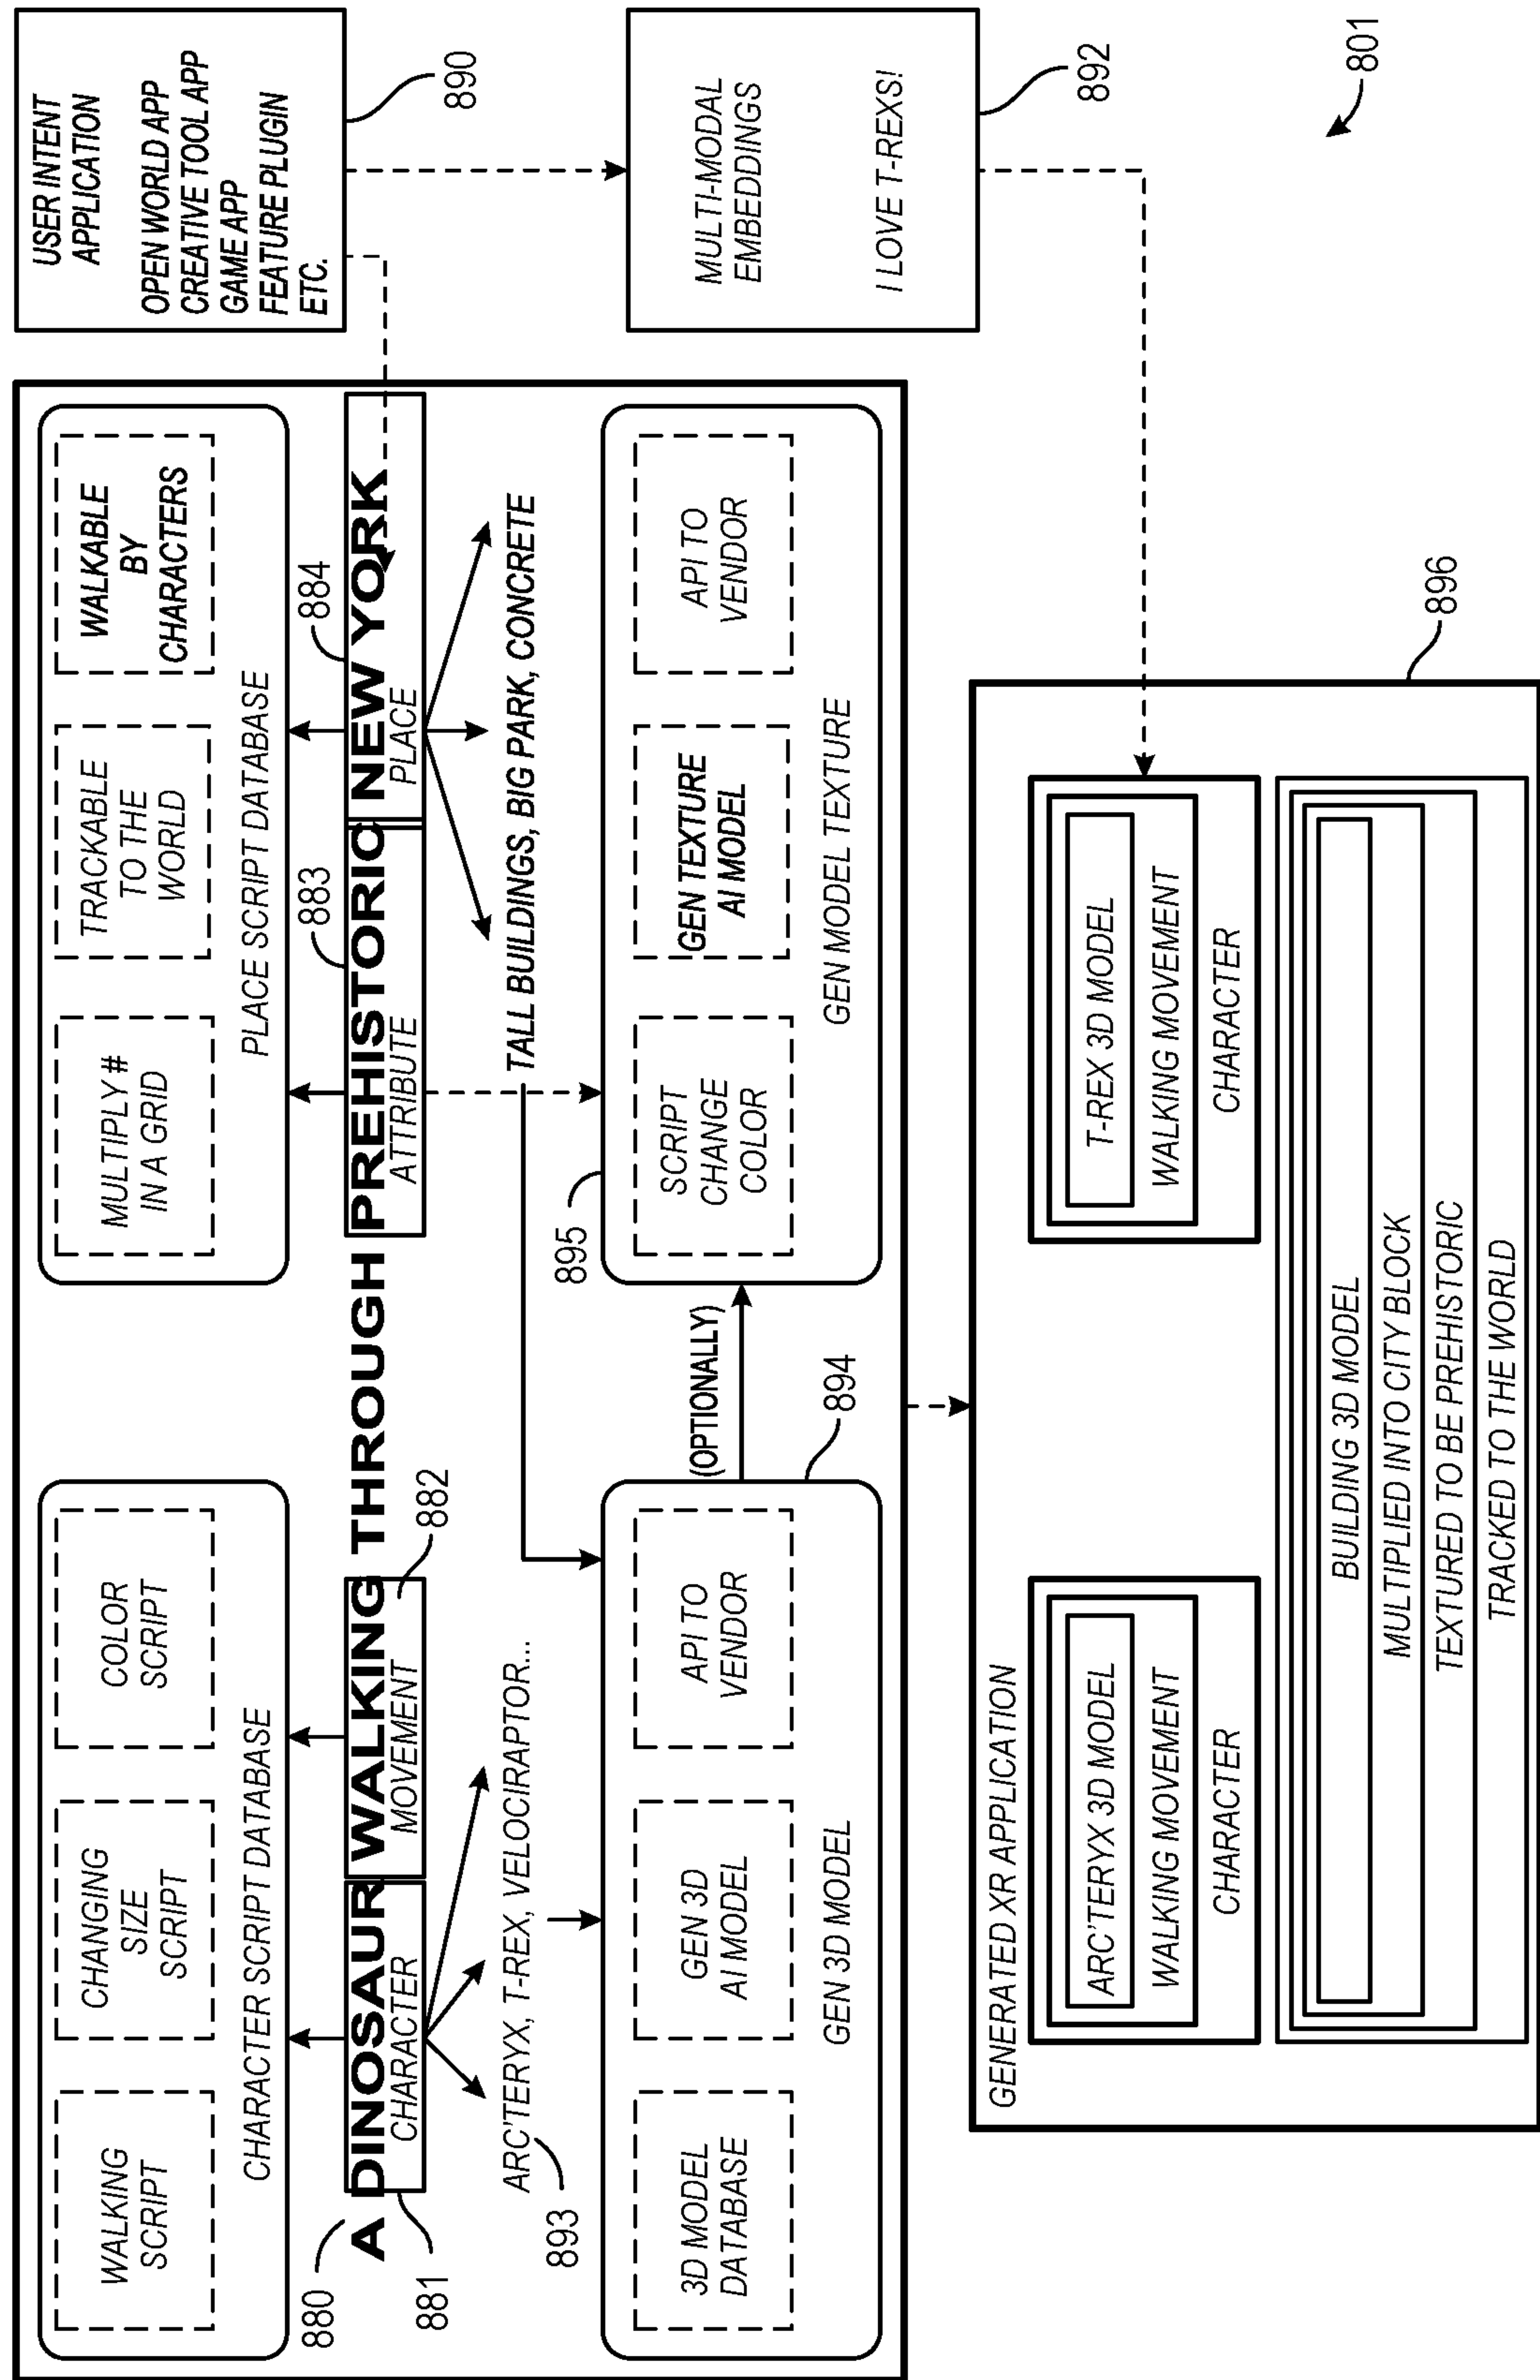 WALKING
SCRIPT
CHANGING
SIZE
SCRIPT
COLOR
SCRIPT
CHARACTER SCRIPT DATABASE
MULTIPLY #
IN A GRID
TRACKABLE
TO THE
WORLD
WALKABLE
BY
CHARACTERS
PLACE SCRIPT DATABASE
USER INTENT
APPLICATION
OPEN WORLD APP
CREATIVE TOOL APP
GAME APP
FEATURE PLUGIN
ETC.
890
880
A DINOSAUR WALKING THROUGH PREHISTORIC NEW YORK
CHARACTER
MOVEMENT
ATTRIBUTE
PLACE
881
882
883
884
ARC'TERYX, T-REX, VELOCIRAPTOR...
893
TALL BUILDINGS, BIG PARK, CONCRETE
3D MODEL
DATABASE
GEN 3D
AI MODEL
API TO
VENDOR
GEN 3D MODEL
894
(OPTIONALLY)
895
SCRIPT
CHANGE
COLOR
GEN TEXTURE
AI MODEL
API TO
VENDOR
GEN MODEL TEXTURE
MULTI-MODAL
EMBEDDINGS
I LOVE T-REXS!
892
GENERATED XR APPLICATION
ARC'TERYX 3D MODEL
WALKING MOVEMENT
CHARACTER
T-REX 3D MODEL
WALKING MOVEMENT
CHARACTER
BUILDING 3D MODEL
MULTIPLIED INTO CITY BLOCK
TEXTURED TO BE PREHISTORIC
TRACKED TO THE WORLD
896
801